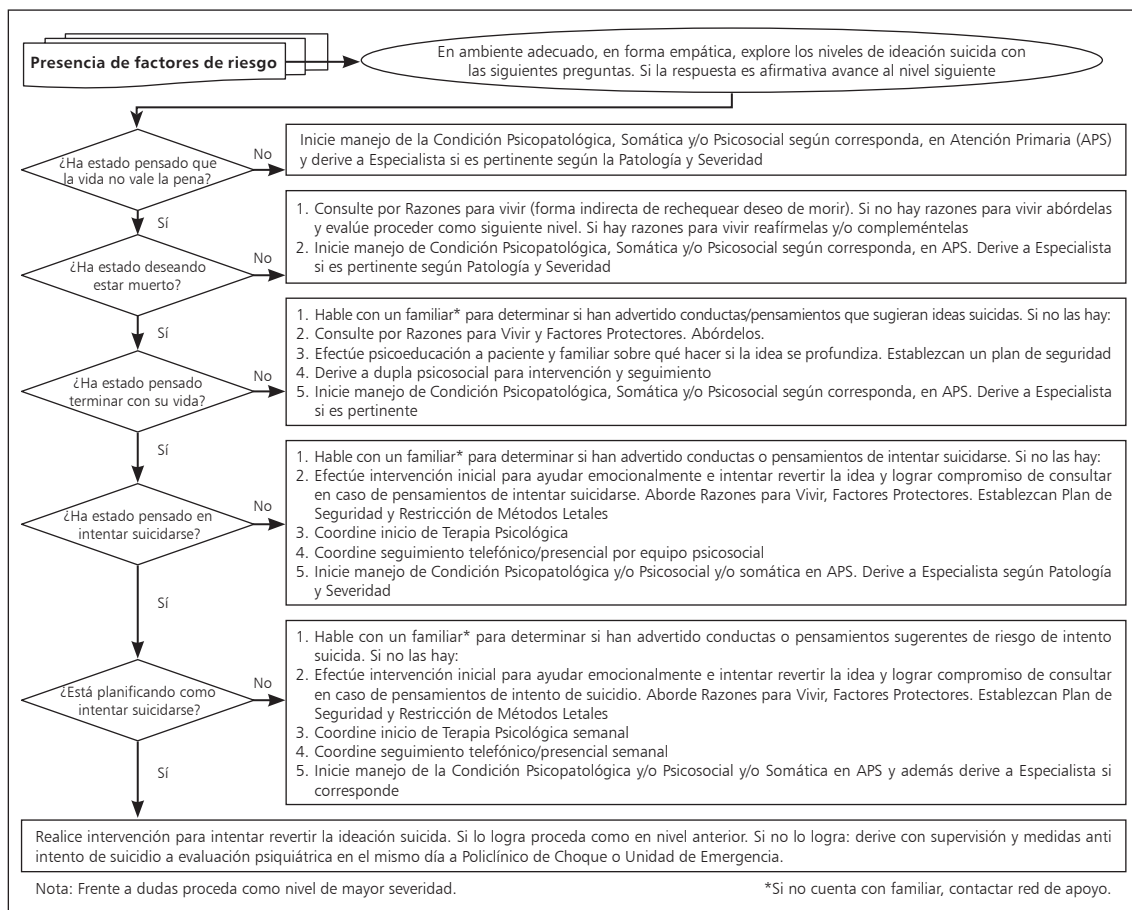 Presencia de factores de riesgo
En ambiente adecuado, en forma empática, explore los niveles de ideación suicida con
las siguientes preguntas. Si la respuesta es afirmativa avance al nivel siguiente
¿Ha estado pensado que
la vida no vale la pena?
No
Inicie manejo de la Condición Psicopatológica, Somática y/o Psicosocial según corresponda, en Atención Primaria (APS)
y derive a Especialista si es pertinente según la Patología y Severidad
Sí
¿Ha estado deseando
estar muerto?
No
1. Consulte por Razones para vivir (forma indirecta de rechequear deseo de morir). Si no hay razones para vivir abórdelas
y evalúe proceder como siguiente nivel. Si hay razones para vivir reafírmelas y/o compleméntelas
2. Inicie manejo de Condición Psicopatológica, Somática y/o Psicosocial según corresponda, en APS. Derive a Especialista
si es pertinente según Patología y Severidad
Sí
¿Ha estado pensado
terminar con su vida?
No
1. Hable con un familiar* para determinar si han advertido conductas/pensamientos que sugieran ideas suicidas. Si no las hay:
2. Consulte por Razones para Vivir y Factores Protectores. Abórdelos.
3. Efectúe psicoeducación a paciente y familiar sobre qué hacer si la idea se profundiza. Establezcan un plan de seguridad
4. Derive a dupla psicosocial para intervención y seguimiento
5. Inicie manejo de Condición Psicopatológica, Somática y/o Psicosocial según corresponda, en APS. Derive a Especialista
si es pertinente
Sí
¿Ha estado pensado en
intentar suicidarse?
No
1. Hable con un familiar* para determinar si han advertido conductas o pensamientos de intentar suicidarse. Si no las hay:
2. Efectúe intervención inicial para ayudar emocionalmente e intentar revertir la idea y lograr compromiso de consultar
en caso de pensamientos de intentar suicidarse. Aborde Razones para Vivir, Factores Protectores. Establezcan Plan de
Seguridad y Restricción de Métodos Letales
3. Coordine inicio de Terapia Psicológica
4. Coordine seguimiento telefónico/presencial por equipo psicosocial
5. Inicie manejo de Condición Psicopatológica y/o Psicosocial y/o somática en APS. Derive a Especialista según Patología
y Severidad
Sí
¿Está planificando como
intentar suicidarse?
No
1. Hable con un familiar* para determinar si han advertido conductas o pensamientos sugerentes de riesgo de intento
suicida. Si no las hay:
2. Efectúe intervención inicial para ayudar emocionalmente e intentar revertir la idea y lograr compromiso de consultar
en caso de pensamientos de intento de suicidio. Aborde Razones para Vivir, Factores Protectores. Establezcan Plan de
Seguridad y Restricción de Métodos Letales
3. Coordine inicio de Terapia Psicológica semanal
4. Coordine seguimiento telefónico/presencial semanal
5. Inicie manejo de la Condición Psicopatológica y/o Psicosocial y/o Somática en APS y además derive a Especialista si
corresponde
Sí
Realice intervención para intentar revertir la ideación suicida. Si lo logra proceda como en nivel anterior. Si no lo logra: derive con supervisión y medidas anti
intento de suicidio a evaluación psiquiátrica en el mismo día a Policlínico de Choque o Unidad de Emergencia.
Nota: Frente a dudas proceda como nivel de mayor severidad.
*Si no cuenta con familiar, contactar red de apoyo.